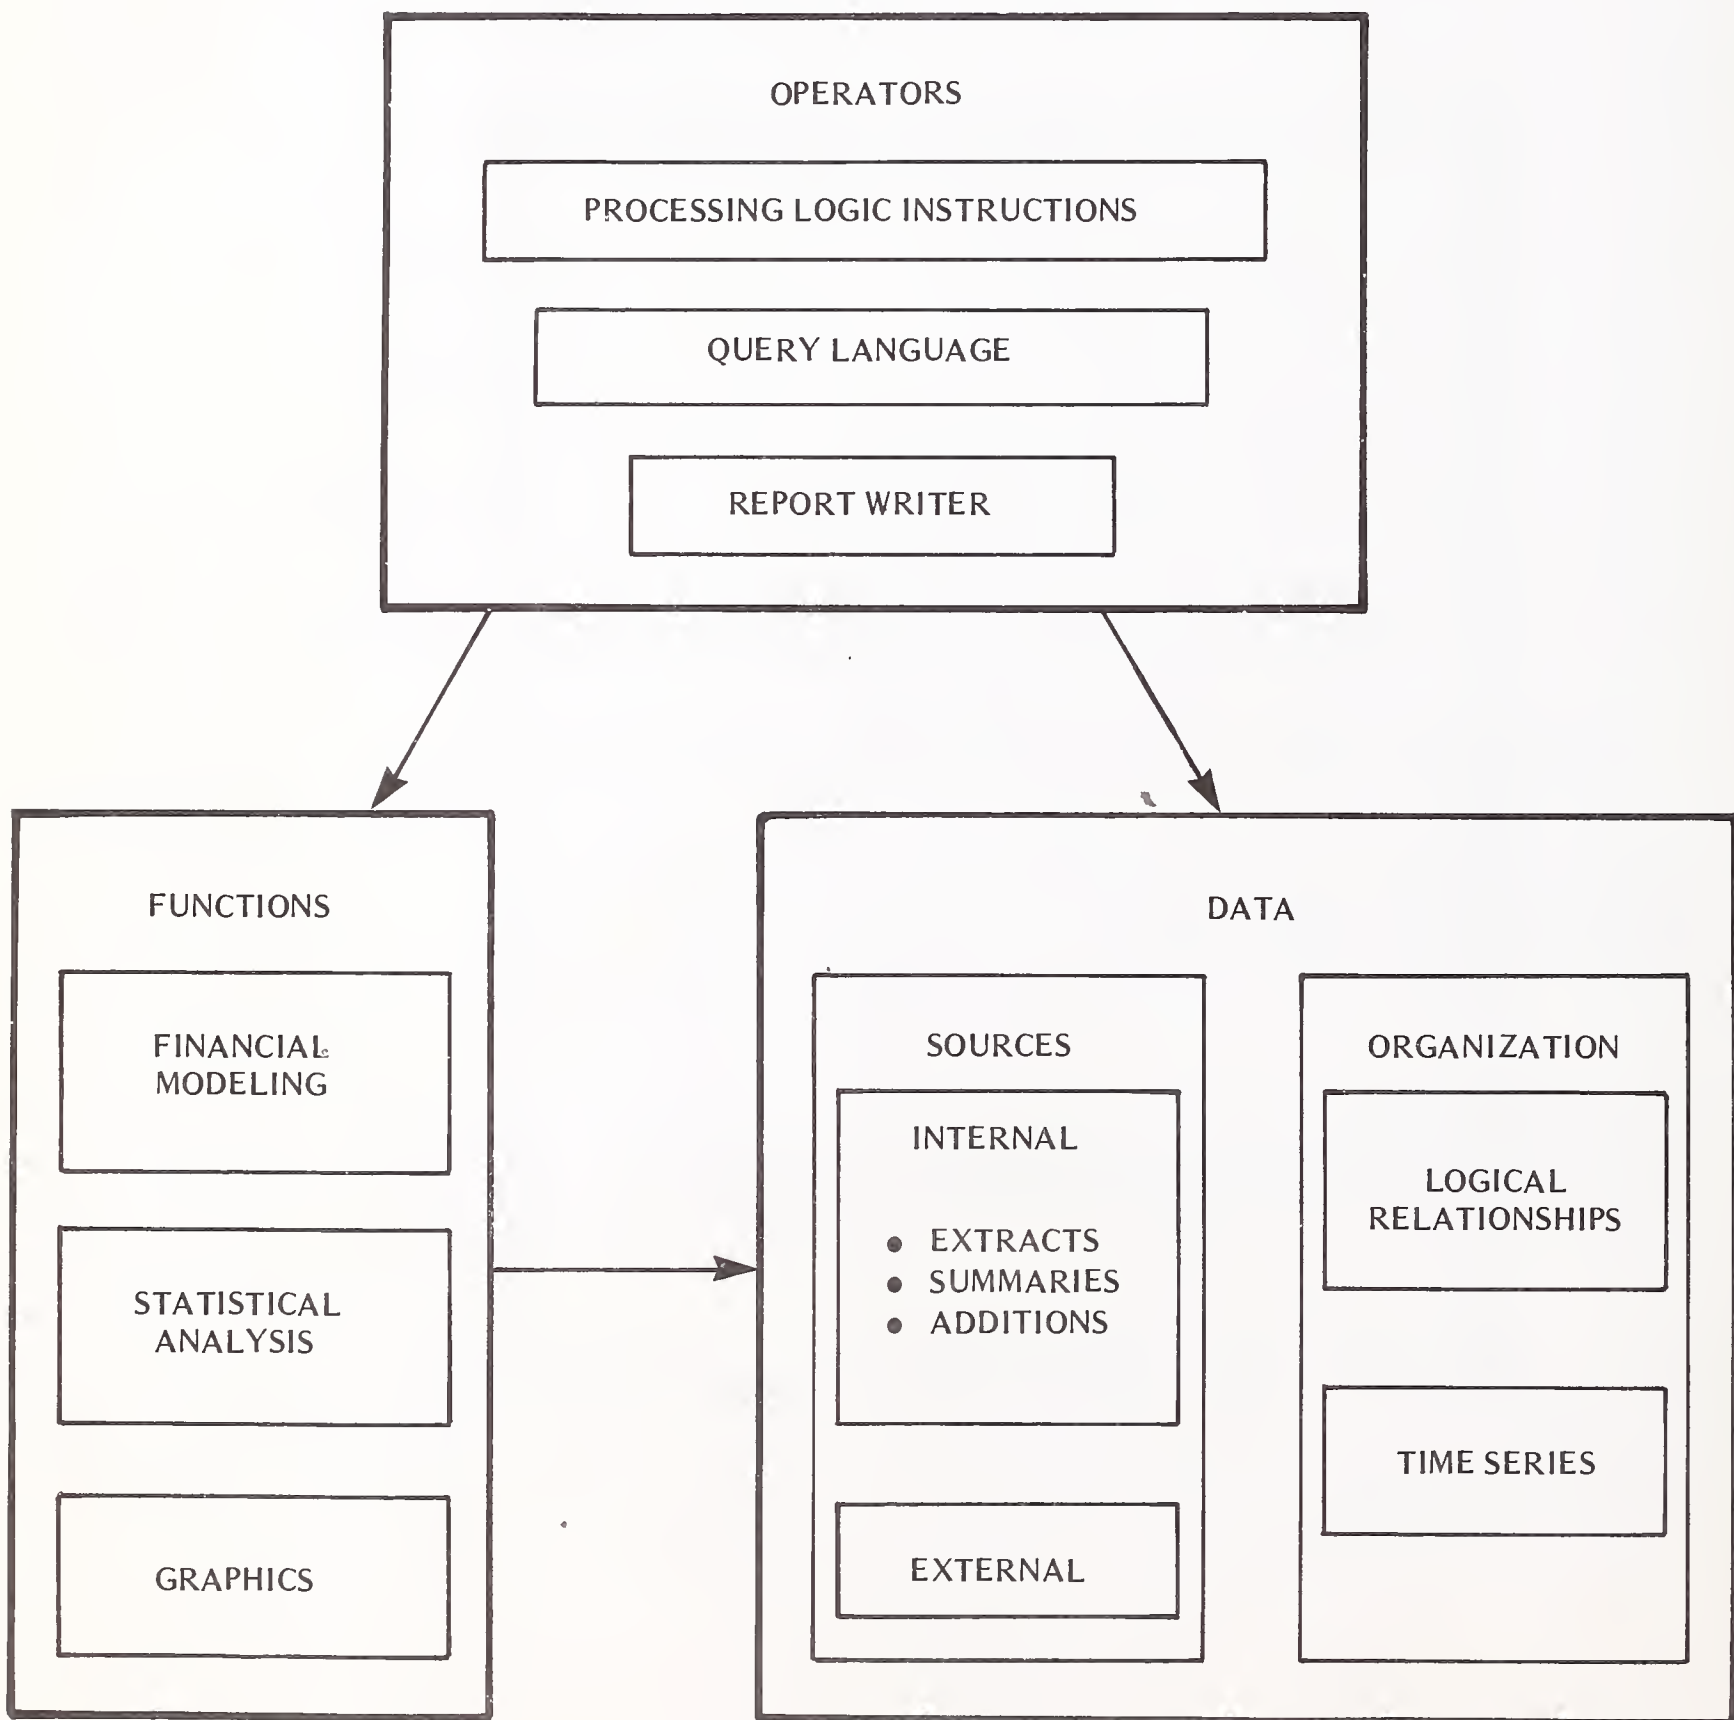 OPERATORS
PROCESSING LOGIC INSTRUCTIONS
QUERY LANGUAGE
REPORT WRITER
FUNCTIONS
FINANCIAL
MODELING
STATISTICAL
ANALYSIS
GRAPHICS
DATA
SOURCES
INTERNAL
● EXTRACTS
● SUMMARIES
● ADDITIONS
EXTERNAL
ORGANIZATION
LOGICAL
RELATIONSHIPS
TIME SERIES